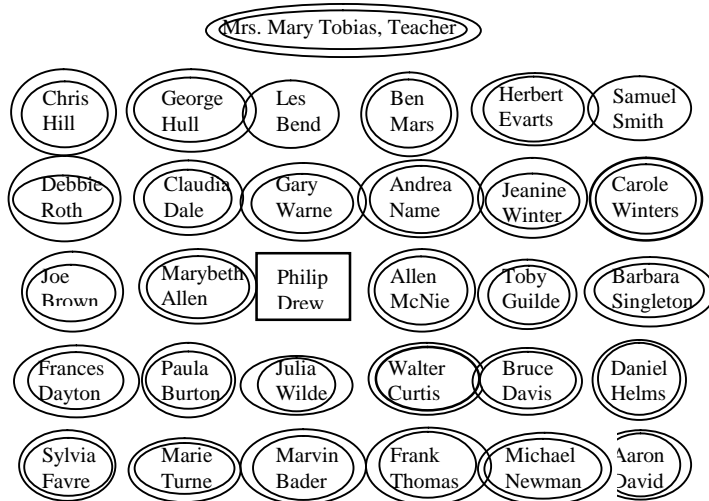 Mrs. Mary Tobias, Teacher
Chris
Hill
George
Hull
Les
Bend
Ben
Mars
Herbert
Evarts
Samuel
Smith
Debbie
Roth
Claudia
Dale
Gary
Warne
Andrea
Name
Jeanine
Winter
Carole
Winters
Joe
Brown
Marybeth
Allen
Philip
Drew
Allen
McNie
Toby
Guilde
Barbara
Singleton
Frances
Dayton
Paula
Burton
Julia
Wilde
Walter
Curtis
Bruce
Davis
Daniel
Helms
Sylvia
Favre
Marie
Turne
Marvin
Bader
Frank
Thomas
Michael
Newman
Aaron
David